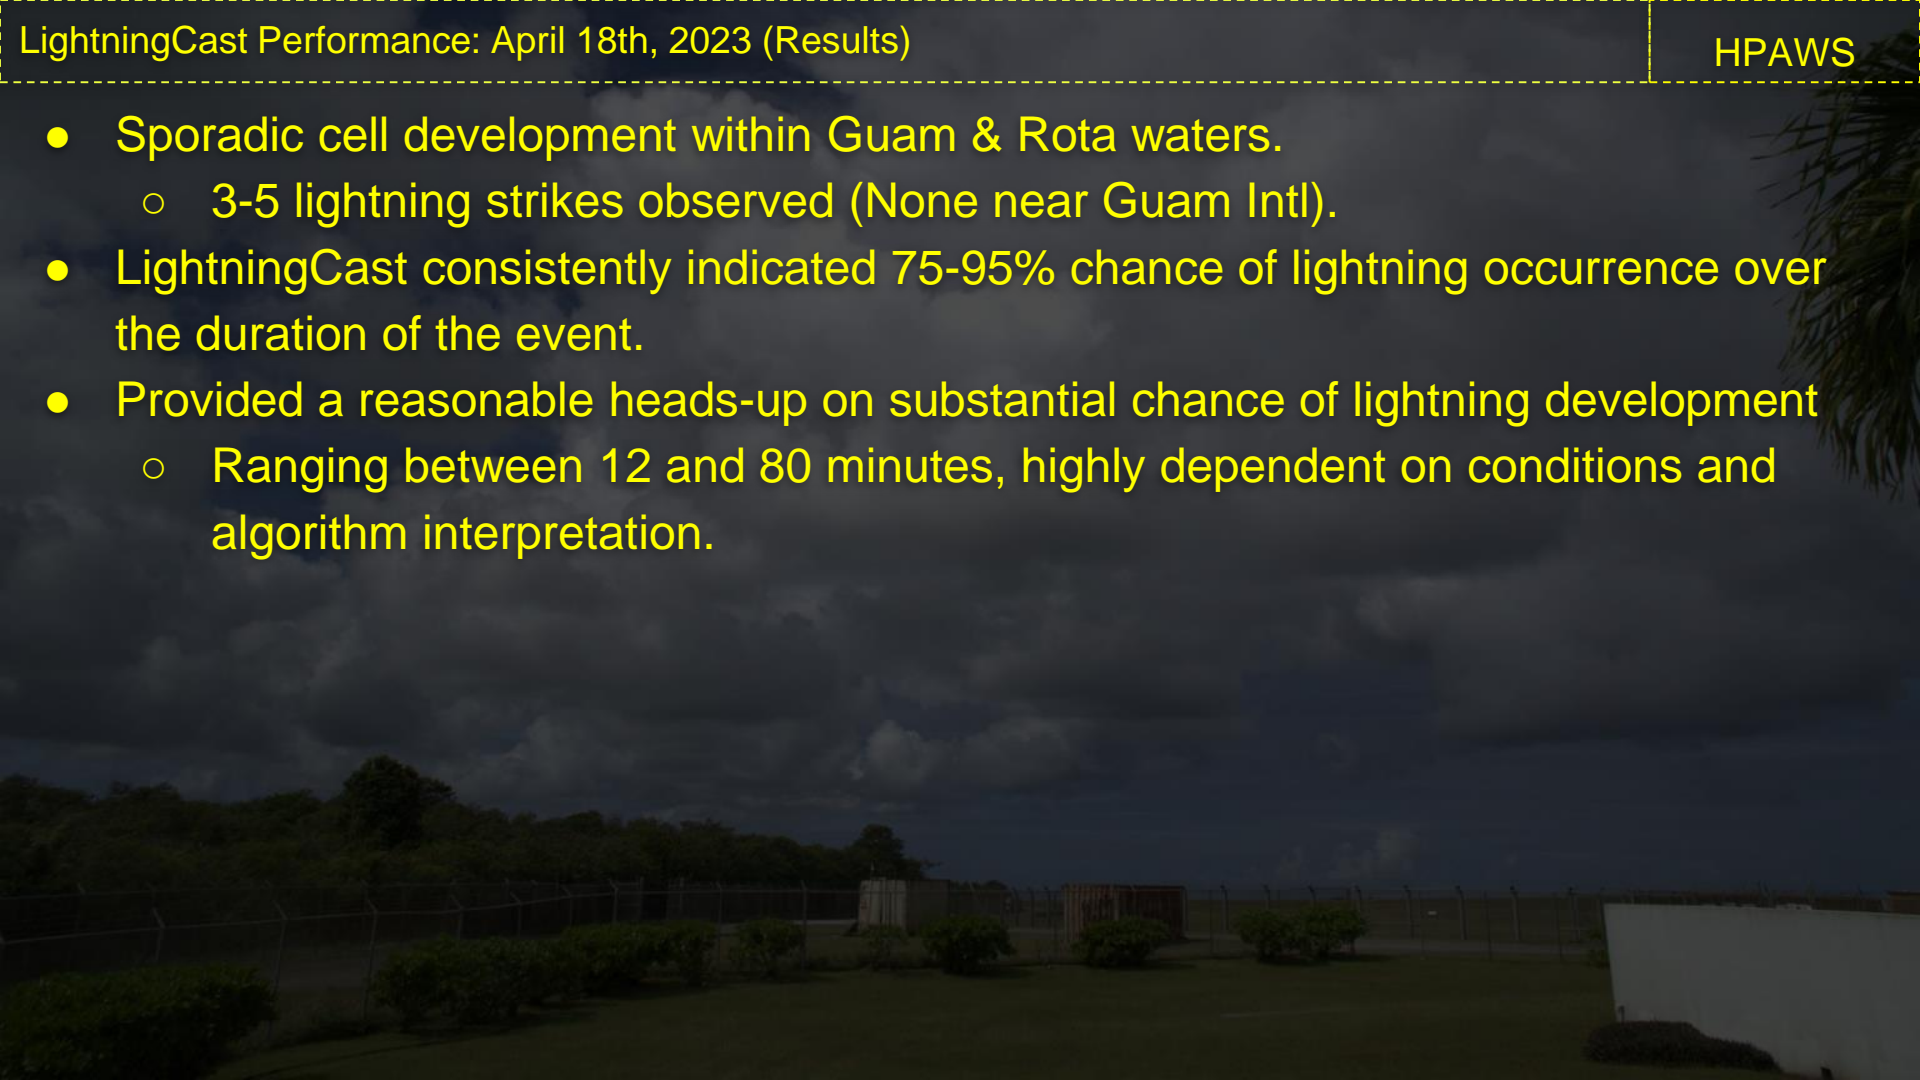 LightningCast Performance: April 18th, 2023 (Results)
HPAWS
● Sporadic cell development within Guam & Rota waters.
○ 3-5 lightning strikes observed (None near Guam Intl).
● LightningCast consistently indicated 75-95% chance of lightning occurrence over
the duration of the event.
● Provided a reasonable heads-up on substantial chance of lightning development
○ Ranging between 12 and 80 minutes, highly dependent on conditions and
algorithm interpretation.